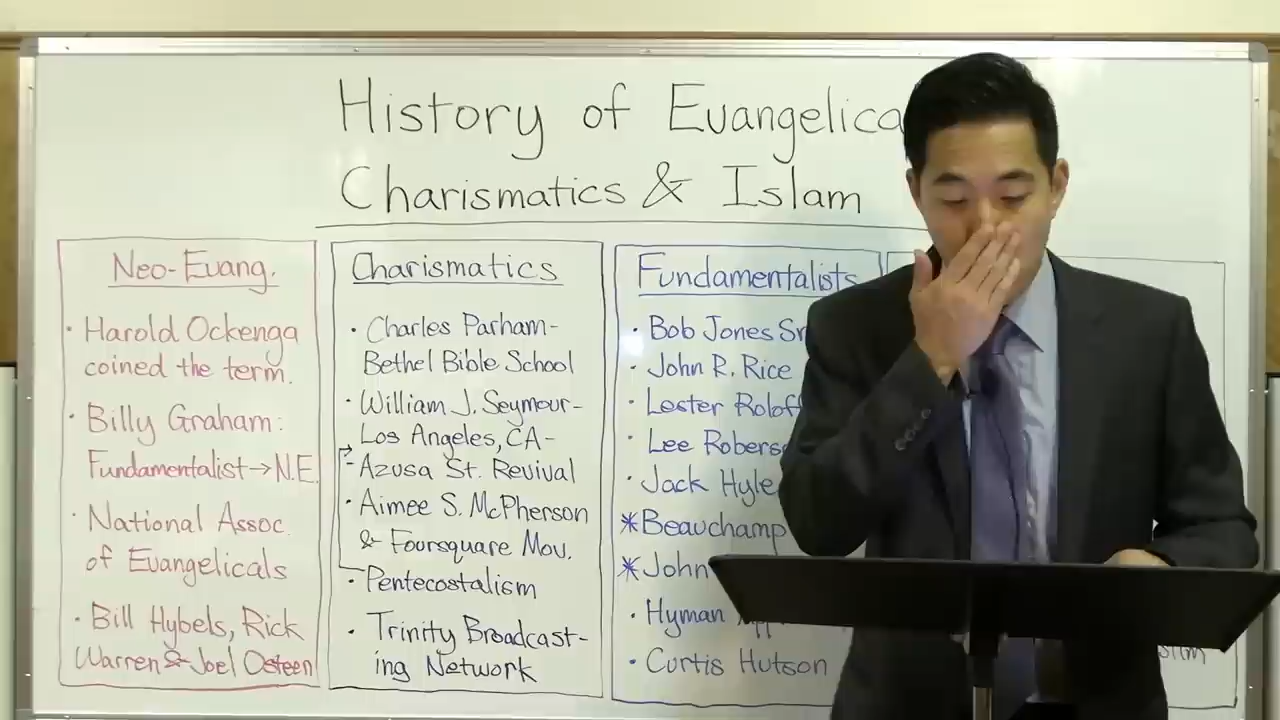 History of Evangelica
Charismatics & Islam
Neo-Evang.
• Harold Ockenga
coined the term.
• Billy Graham:
Fundamentalist→N.E.
• National Assoc.
of Evangelicals
• Bill Hybels, Rick
Warren & Joel Osteen
Charismatics
• Charles Parham-
Bethel Bible School
• William J. Seymour-
Los Angeles, CA-
- Azusa St. Revival
• Aimee S. McPherson
& Foursquare Mov.
• Pentecostalism
• Trinity Broadcast-
ing Network
Fundamentalists
• Bob Jones Sr
• John R. Rice
• Lester Roloff
• Lee Roberso
• Jack Hyle
*Beauchamp
*John
• Hyman
• Curtis Hutson